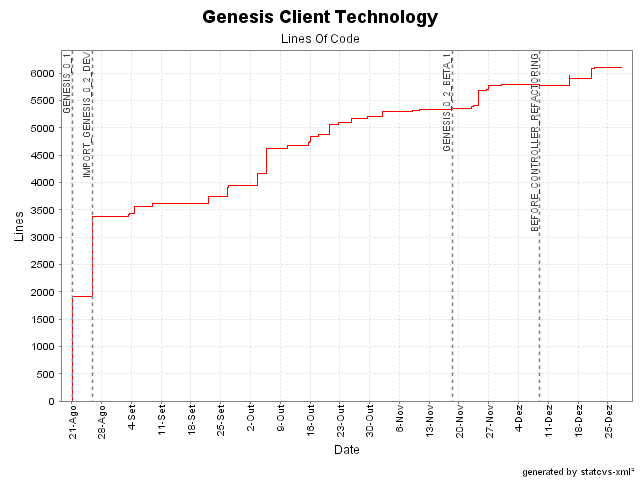 Genesis Client Technology
Lines Of Code
GENESIS_0_1
IMPORT_GENESIS_0_2_DEV
GENESIS_0_2_BETA_1
BEFORE_CONTROLLER_REFACTORING
Lines
6000
5500
5000
4500
4000
3500
3000
2500
2000
1500
1000
500
0
21-Ago
28-Ago
4-Set
11-Set
18-Set
25-Set
2-Out
9-Out
16-Out
23-Out
30-Out
6-Nov
13-Nov
20-Nov
27-Nov
4-Dez
11-Dez
18-Dez
25-Dez
Date
generated by statcvs-xml²